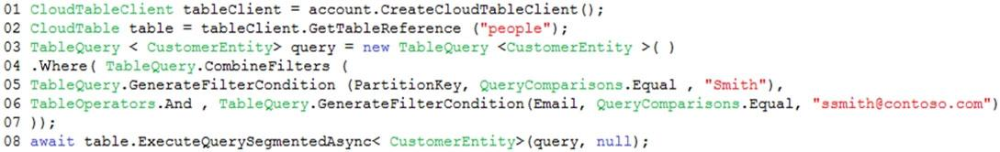 01 CloudTableClient tableClient = account.CreateCloudTableClient();
02 CloudTable table = tableClient.GetTableReference ("people");
03 TableQuery < CustomerEntity> query = new TableQuery <CustomerEntity >( )
04 .Where( TableQuery.CombineFilters (
05 TableQuery.GenerateFilterCondition (PartitionKey, QueryComparisons.Equal , "Smith"),
06 TableOperators.And , TableQuery.GenerateFilterCondition(Email, QueryComparisons.Equal, "ssmith@contoso.com")
07 ));
08 await table.ExecuteQuerySegmentedAsync< CustomerEntity>(query, null);